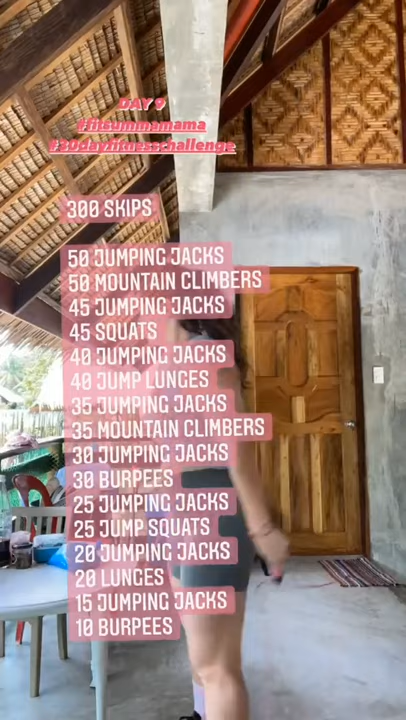 DAY 9
#fitsummamama
#30dayfitnesschallenge
300 SKIPS
50 JUMPING JACKS
50 MOUNTAIN CLIMBERS
45 JUMPING JACKS
45 SQUATS
40 JUMPING JACKS
40 JUMP LUNGES
35 JUMPING JACKS
35 MOUNTAIN CLIMBERS
30 JUMPING JACKS
30 BURPEES
25 JUMPING JACKS
25 JUMP SQUATS
20 JUMPING JACKS
20 LUNGES
15 JUMPING JACKS
10 BURPEES